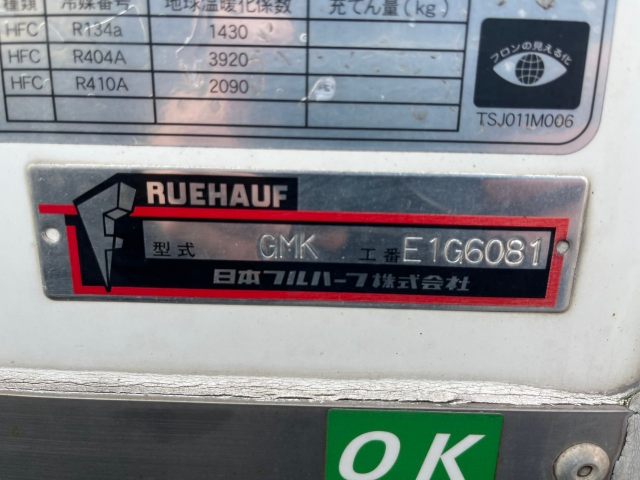 種類 冷媒番号 地球温暖化係数 充てん量(kg)
HFC R134a 1430
HFC R404A 3920
HFC R410A 2090
フロンの見える化
TSJ011M006
RUEHAUF
型式 GMK 工番 E1G6081
日本フルハーフ株式会社
OK